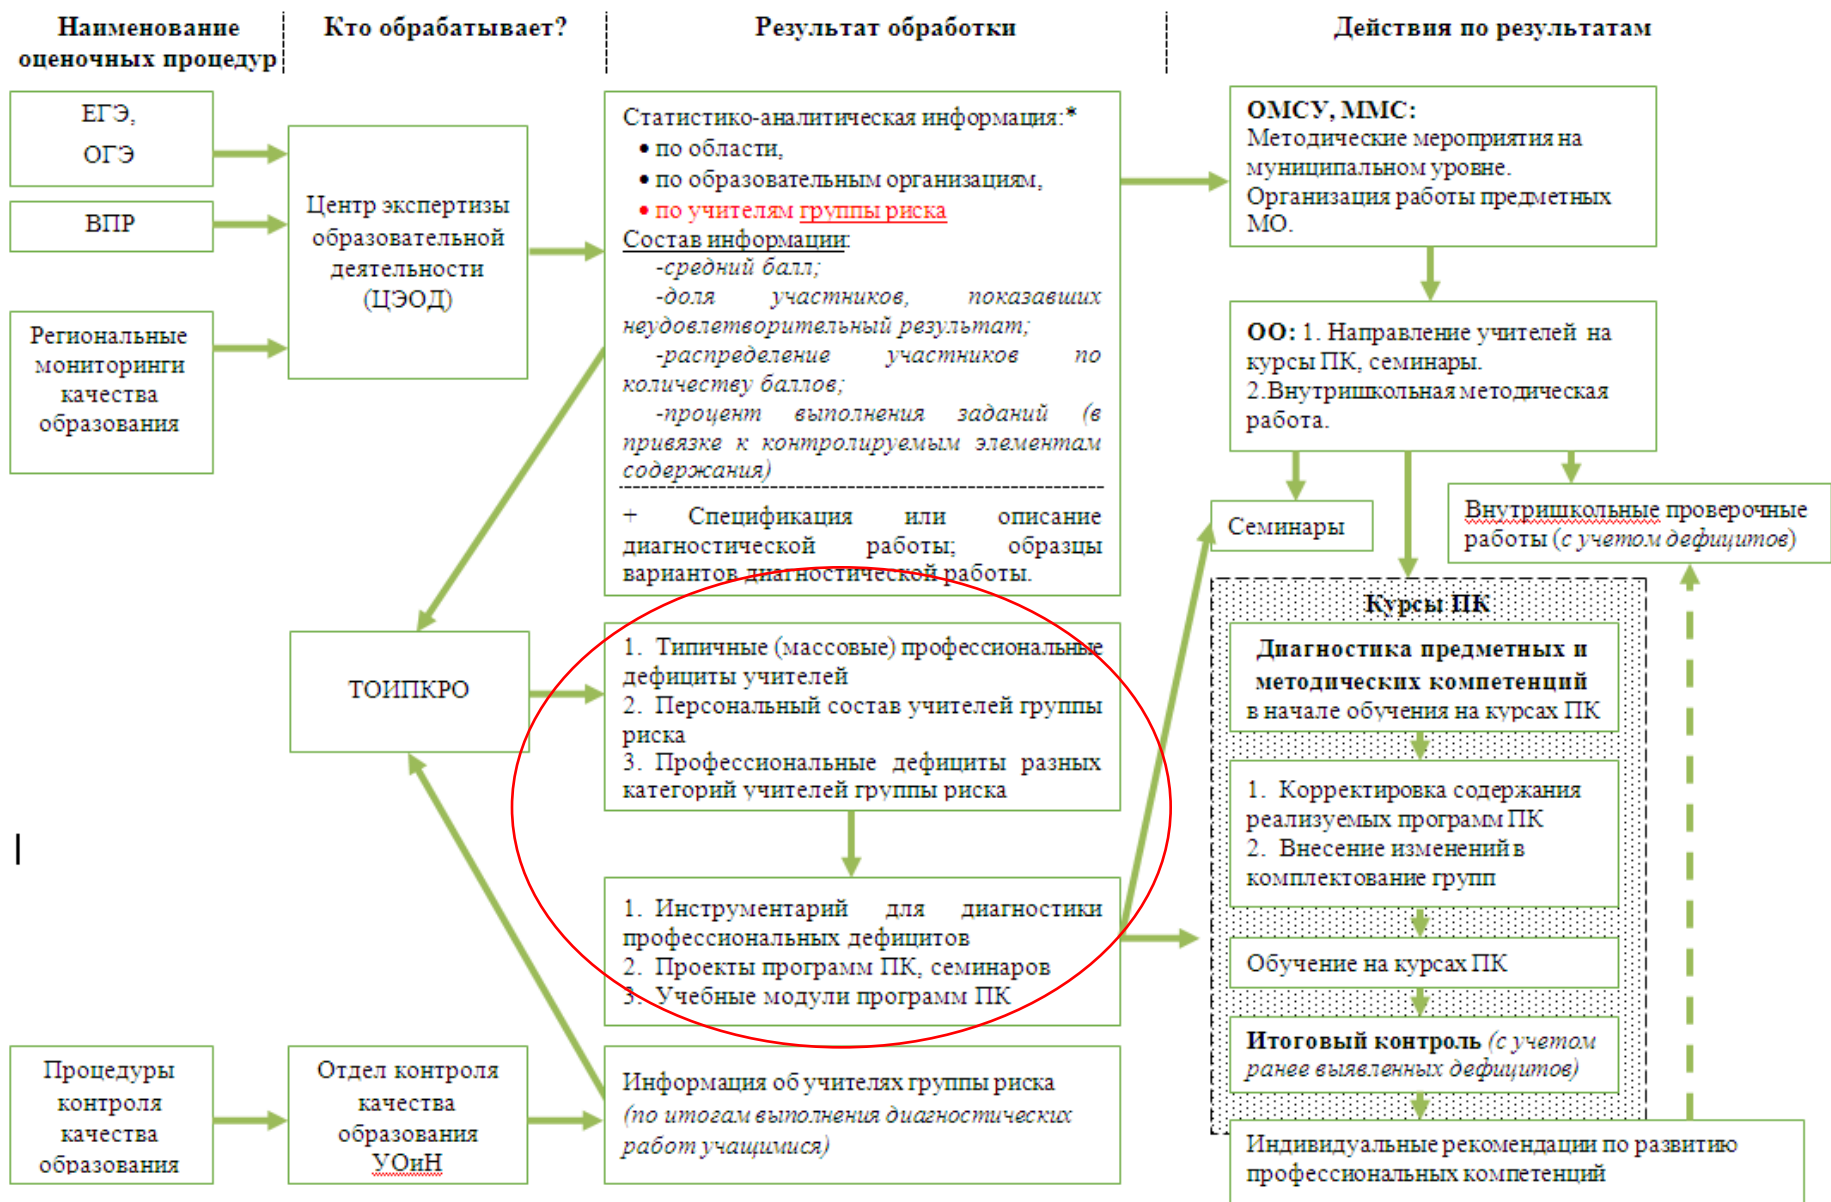 Наименование
оценочных процедур
Кто обрабатывает?
Результат обработки
Действия по результатам
ЕГЭ,
ОГЭ
ВПР
Региональные
мониторинги
качества
образования
Центр экспертизы
образовательной
деятельности
(ЦЭОД)
Статистико-аналитическая информация:*
• по области,
• по образовательным организациям,
• по учителям группы риска
Состав информации:
-средний балл;
-доля участников, показавших
неудовлетворительный результат;
-распределение участников по
количеству баллов;
-процент выполнения заданий (в
привязке к контролируемым элементам
содержания)
+ Спецификация или описание
диагностической работы; образцы
вариантов диагностической работы.
ОМСУ, ММС:
Методические мероприятия на
муниципальном уровне.
Организация работы предметных
МО.
ОО: 1. Направление учителей на
курсы ПК, семинары.
2.Внутришкольная методическая
работа.
Семинары
Внутришкольные проверочные
работы (с учетом дефицитов)
ТОИПКРО
1. Типичные (массовые) профессиональные
дефициты учителей
2. Персональный состав учителей группы
риска
3. Профессиональные дефициты разных
категорий учителей группы риска
1. Инструментарий для диагностики
профессиональных дефицитов
2. Проекты программ ПК, семинаров
3. Учебные модули программ ПК
Курсы ПК
Диагностика предметных и
методических компетенций
в начале обучения на курсах ПК
1. Корректировка содержания
реализуемых программ ПК
2. Внесение изменений в
комплектование групп
Обучение на курсах ПК
Итоговый контроль (с учетом
ранее выявленных дефицитов)
Индивидуальные рекомендации по развитию
профессиональных компетенций
Процедуры
контроля
качества
образования
Отдел контроля
качества
образования
УОиН
Информация об учителях группы риска
(по итогам выполнения диагностических
работ учащимися)